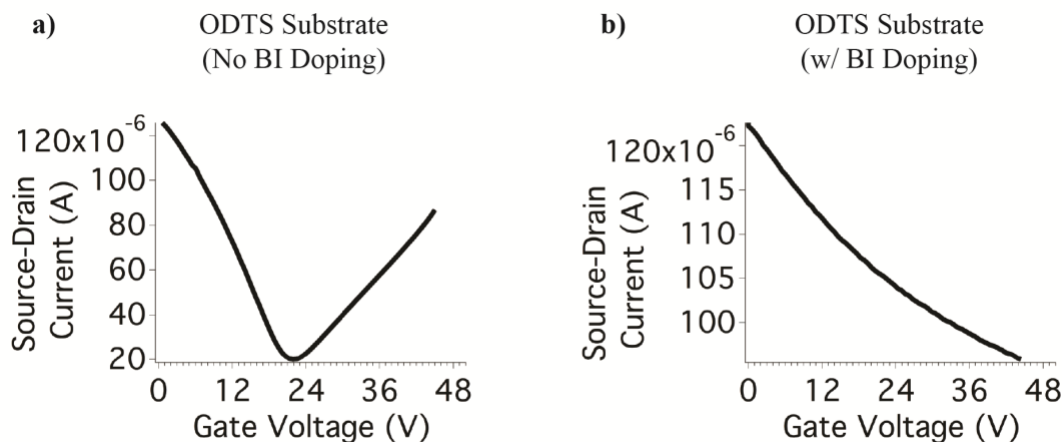 a)
ODTS Substrate
(No BI Doping)
120x10-6
100
80
60
40
20
Source-Drain
Current (A)
0 12 24 36 48
Gate Voltage (V)
b)
ODTS Substrate
(w/ BI Doping)
120x10-6
115
110
105
100
Source-Drain
Current (A)
0 12 24 36 48
Gate Voltage (V)